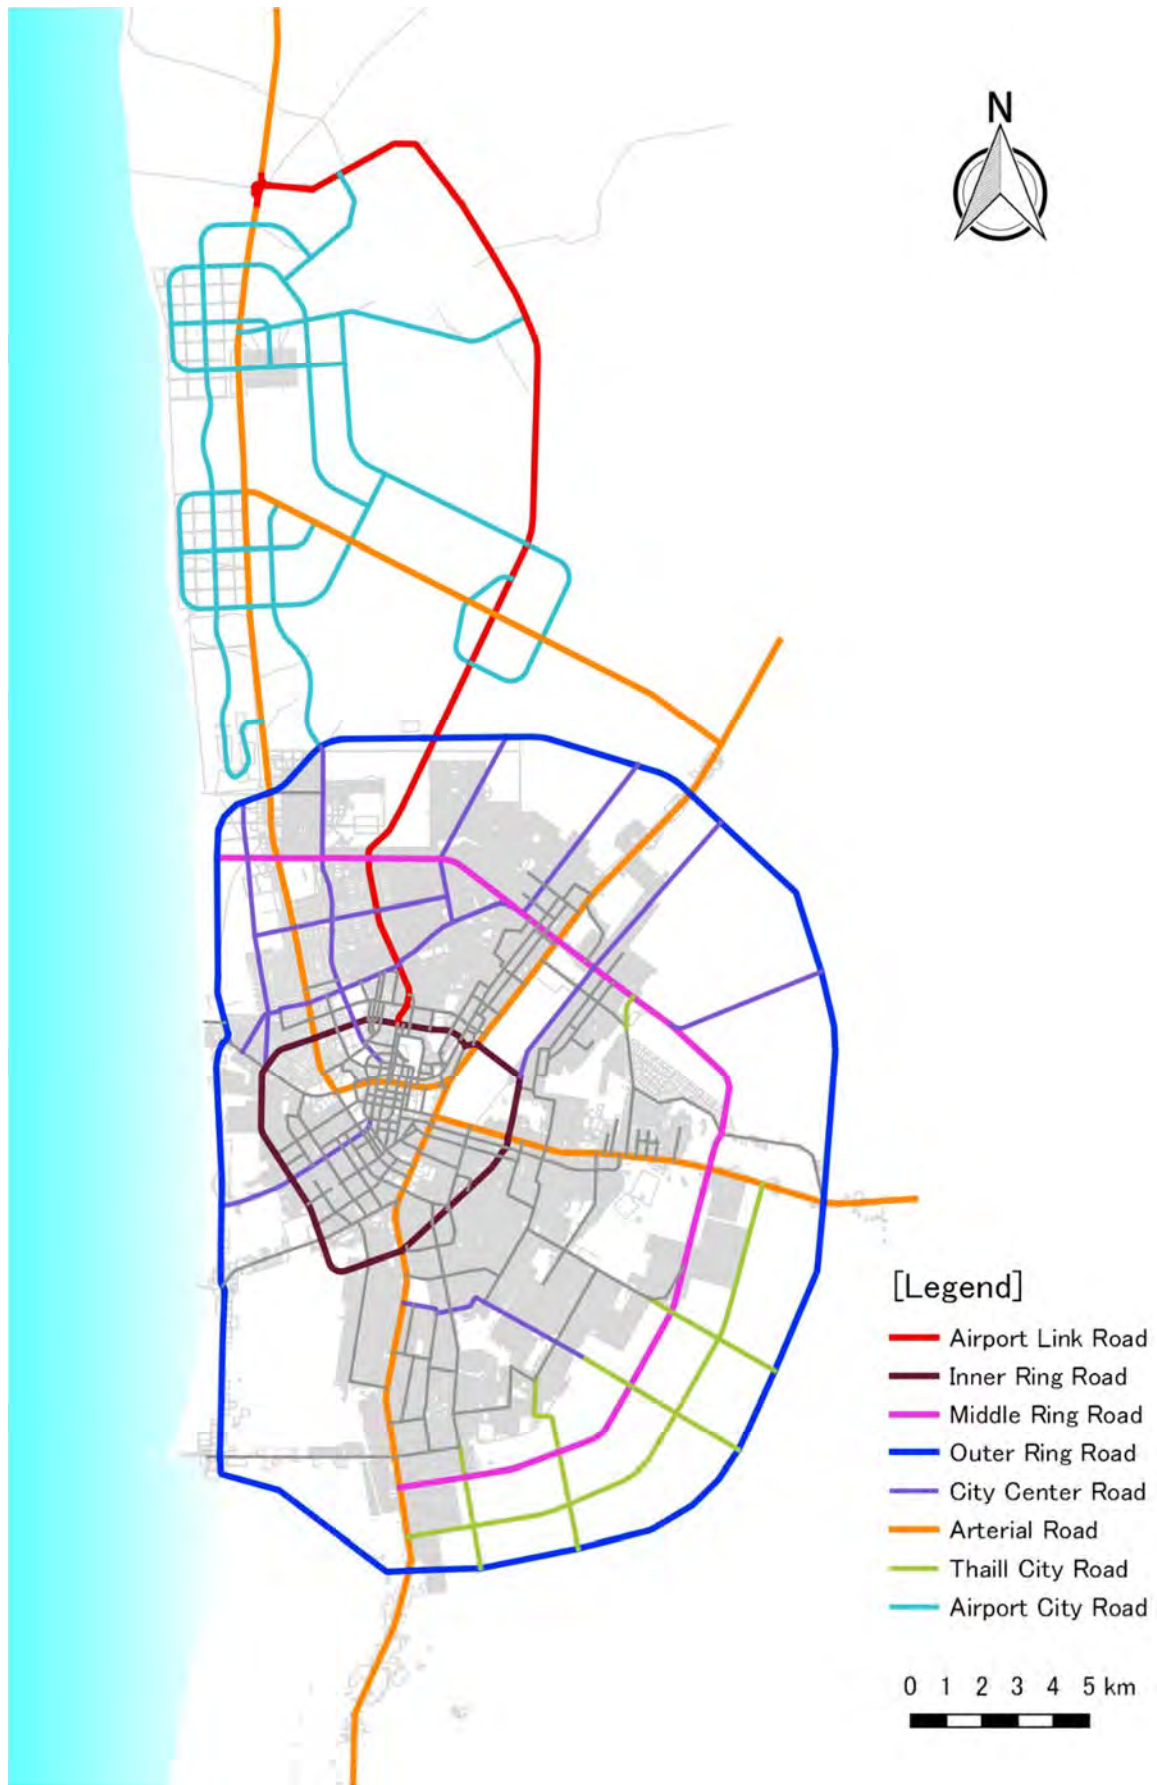 N
[Legend]
Airport Link Road
Inner Ring Road
Middle Ring Road
Outer Ring Road
City Center Road
Arterial Road
Thaill City Road
Airport City Road
0 1 2 3 4 5 km